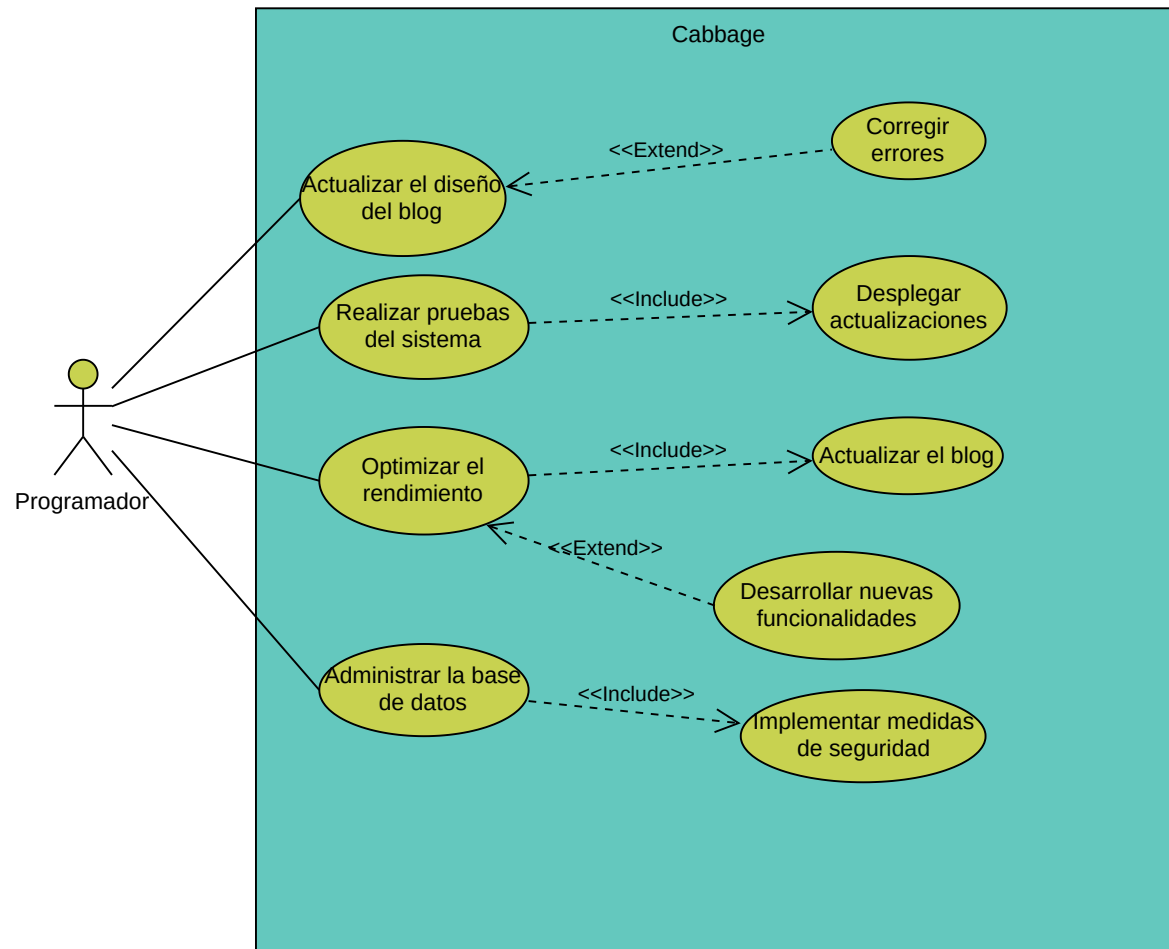 Cabbage
Corregir
errores
<<Extend>>
Actualizar el diseño
del blog
Desplegar
actualizaciones
<<Include>>
Realizar pruebas
del sistema
Programador
Optimizar el
rendimiento
<<Include>>
Actualizar el blog
<<Extend>>
Desarrollar nuevas
funcionalidades
Administrar la base
de datos
<<Include>>
Implementar medidas
de seguridad